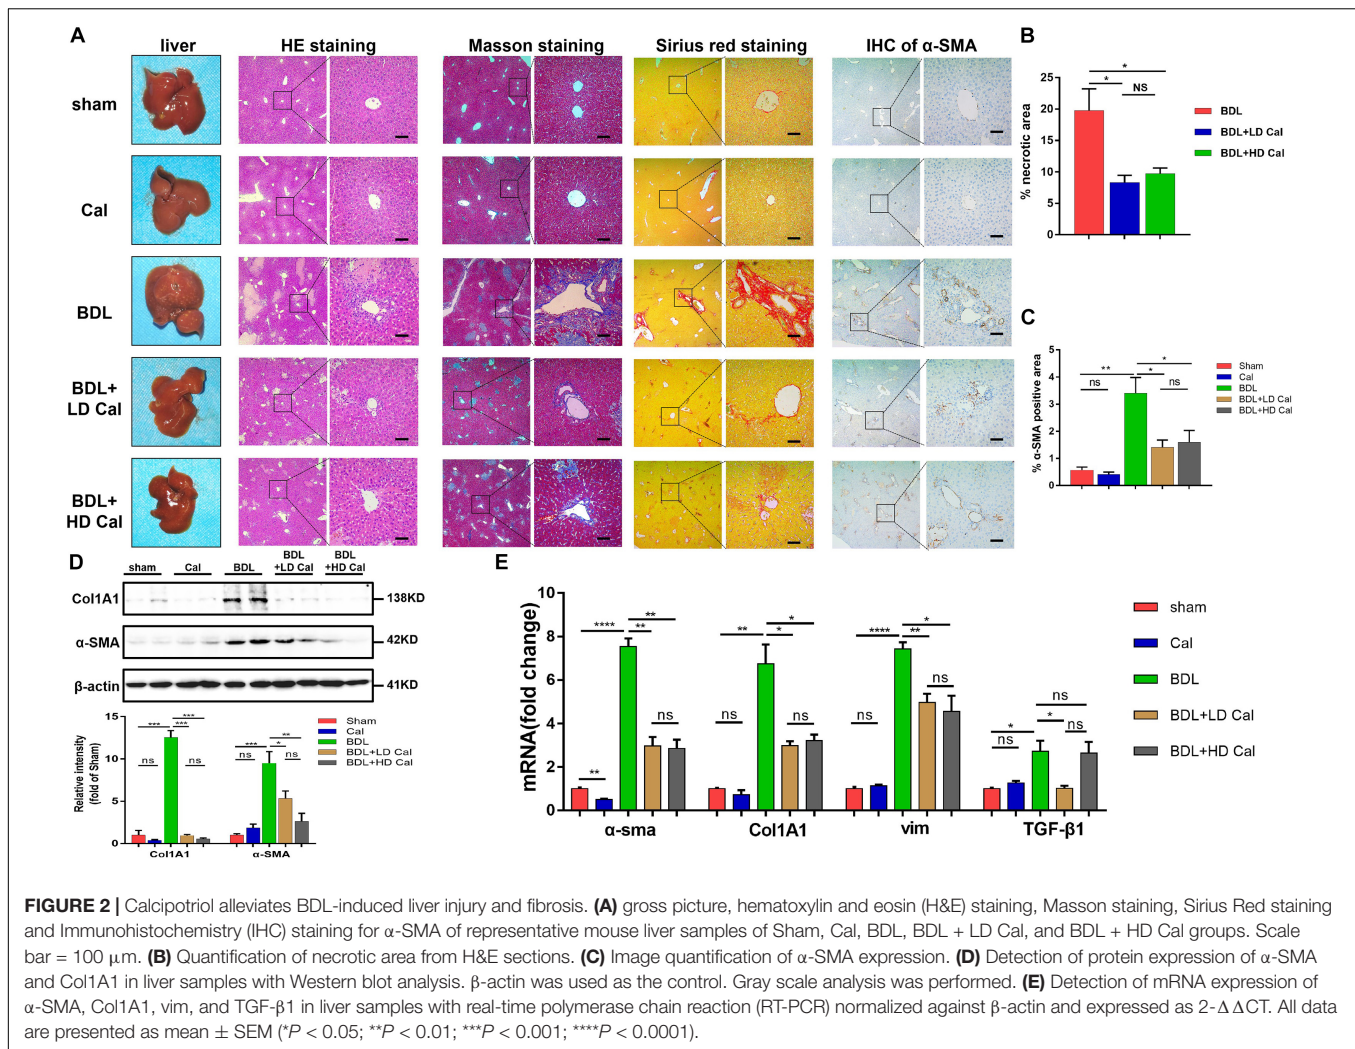 A
liver
HE staining
Masson staining
Sirius red staining
IHC of α-SMA
sham
Cal
BDL
BDL+
LD Cal
BDL+
HD Cal
B
% necrotic area
25
20
15
10
5
0
*
*
NS
BDL
BDL+LD Cal
BDL+HD Cal
C
% α-SMA positive area
5
4
3
2
1
0
**
*
*
ns
ns
Sham
Cal
BDL
BDL+LD Cal
BDL+HD Cal
D
sham
Cal
BDL
BDL
+LD Cal
BDL
+HD Cal
Col1A1
138KD
α-SMA
42KD
β-actin
41KD
Relative intensity
(fold of Sham)
15
10
5
0
***
***
***
ns
ns
***
**
*
ns
ns
Col1A1
α-SMA
Sham
Cal
BDL
BDL+LD Cal
BDL+HD Cal
E
mRNA(fold change)
10
8
6
4
2
0
****
**
**
**
ns
**
*
*
ns
ns
****
*
**
ns
ns
ns
*
*
ns
ns
α-sma
Col1A1
vim
TGF-β1
sham
Cal
BDL
BDL+LD Cal
BDL+HD Cal
FIGURE 2 | Calcipotriol alleviates BDL-induced liver injury and fibrosis. (A) gross picture, hematoxylin and eosin (H&E) staining, Masson staining, Sirius Red staining
and Immunohistochemistry (IHC) staining for α-SMA of representative mouse liver samples of Sham, Cal, BDL, BDL + LD Cal, and BDL + HD Cal groups. Scale
bar = 100 μm. (B) Quantification of necrotic area from H&E sections. (C) Image quantification of α-SMA expression. (D) Detection of protein expression of α-SMA
and Col1A1 in liver samples with Western blot analysis. β-actin was used as the control. Gray scale analysis was performed. (E) Detection of mRNA expression of
α-SMA, Col1A1, vim, and TGF-β1 in liver samples with real-time polymerase chain reaction (RT-PCR) normalized against β-actin and expressed as 2-ΔΔCT. All data
are presented as mean ± SEM (*P < 0.05; **P < 0.01; ***P < 0.001; ****P < 0.0001).